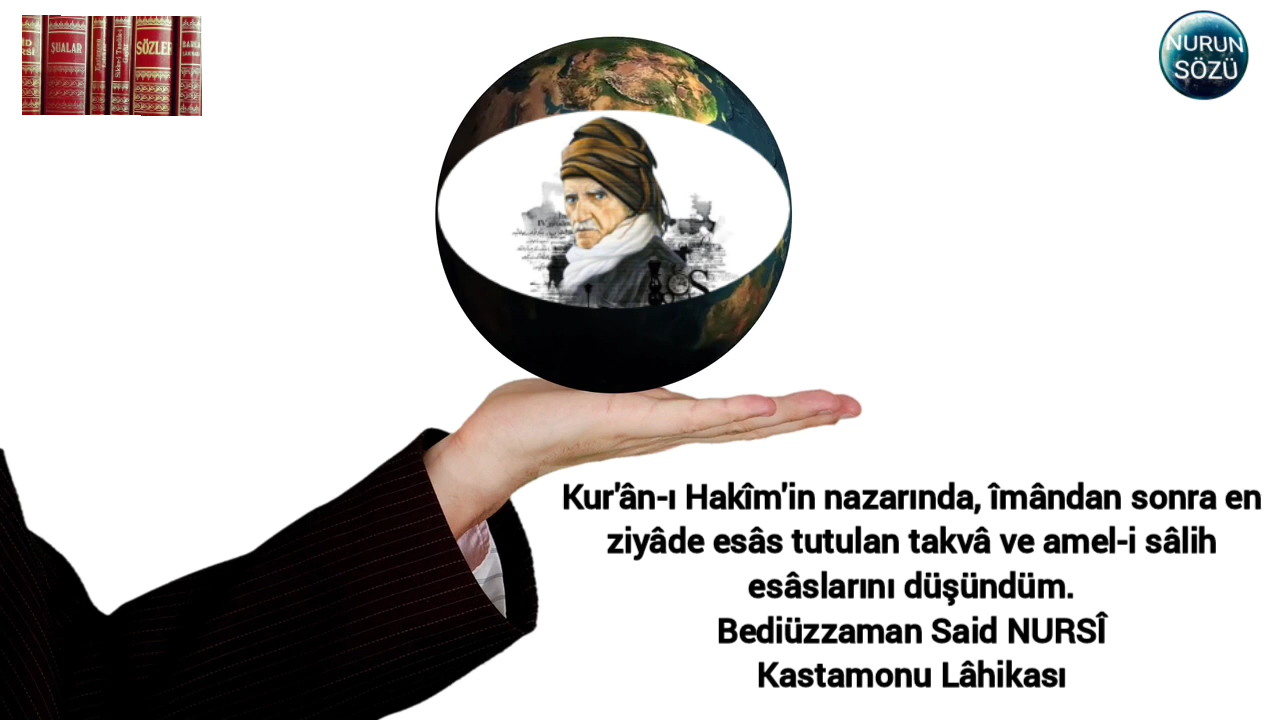 ŞUALAR
SÖZLER
NURUN
SÖZÜ
Kur'ân-ı Hakîm'in nazarında, îmândan sonra en
ziyâde esâs tutulan takvâ ve amel-i sâlih
esâslarını düşündüm.
Bediüzzaman Said NURSÎ
Kastamonu Lâhikası